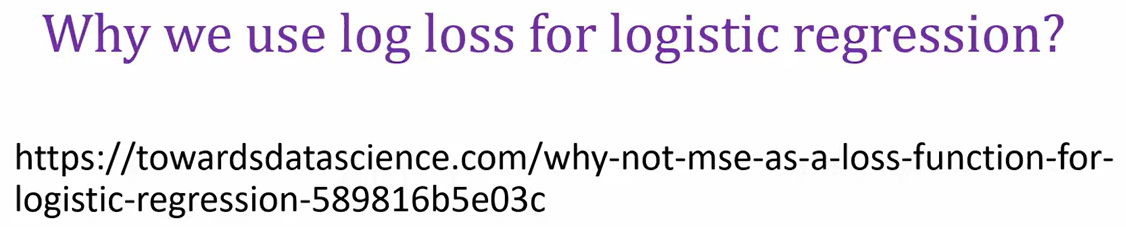 Why we use log loss for logistic regression?
https://towardsdatascience.com/why-not-mse-as-a-loss-function-for-
logistic-regression-589816b5e03c